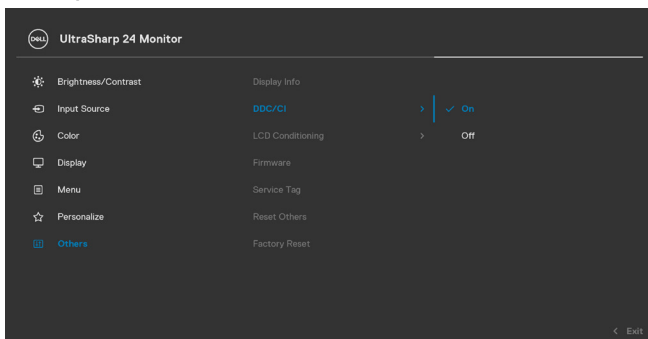 DELL UltraSharp 24 Monitor
Brightness/Contrast Display Info
Input Source DDC/CI > ✓ On
Color LCD Conditioning > Off
Display Firmware
Menu Service Tag
Personalize Reset Others
Others Factory Reset
< Exit